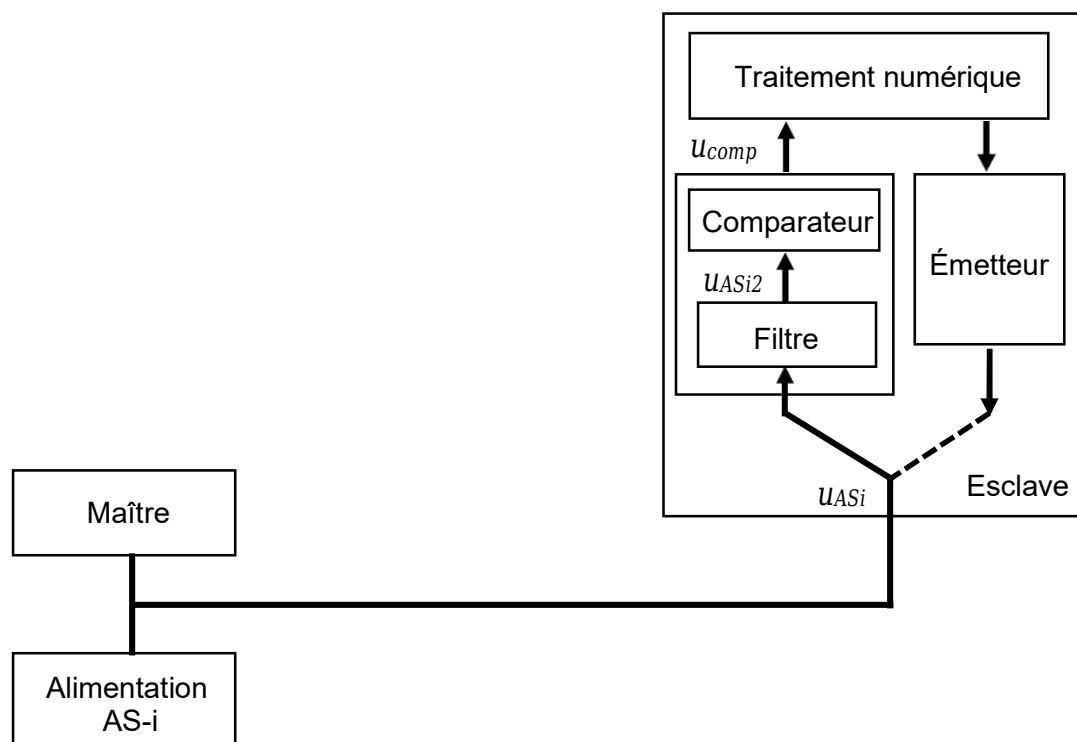 Traitement numérique
u_comp
Comparateur
Émetteur
u_ASi2
Filtre
u_ASi
Esclave
Maître
Alimentation
AS-i